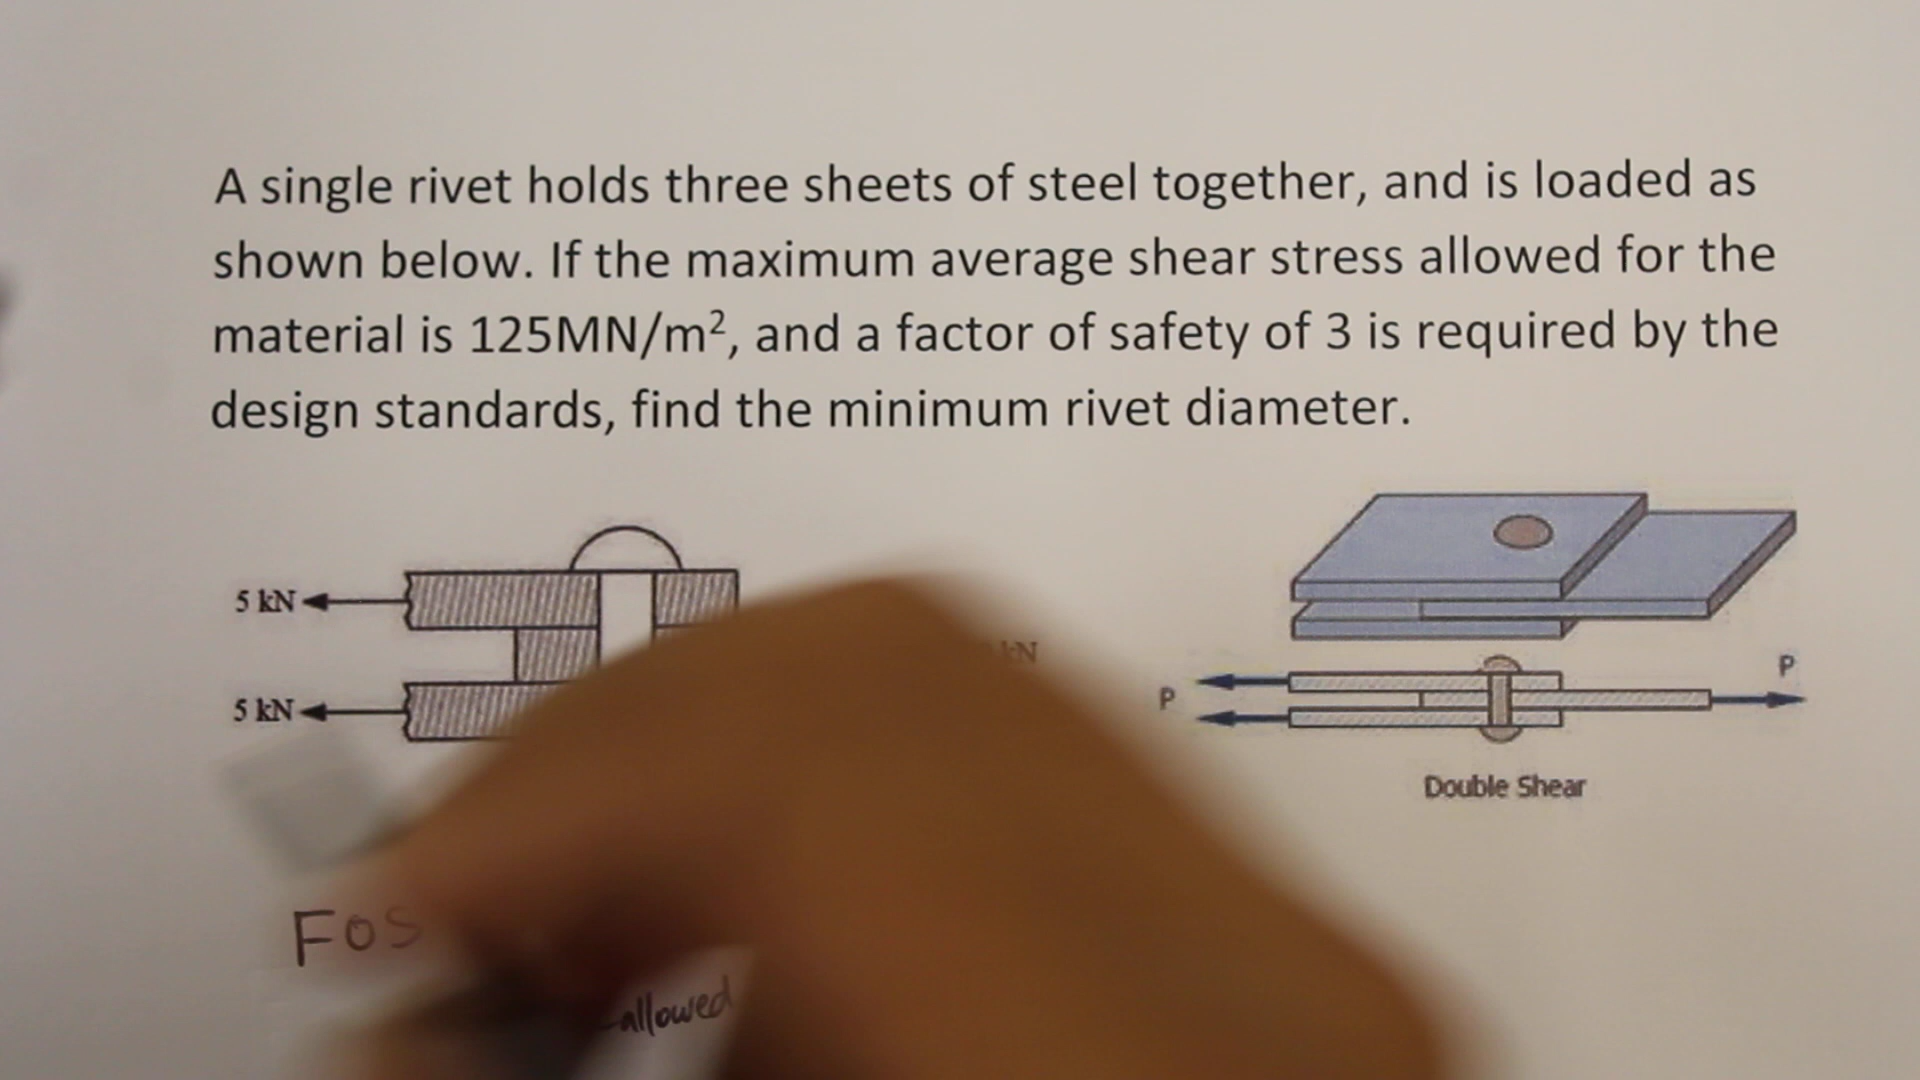 A single rivet holds three sheets of steel together, and is loaded as
shown below. If the maximum average shear stress allowed for the
material is 125MN/m², and a factor of safety of 3 is required by the
design standards, find the minimum rivet diameter.
5 kN
kN
5 kN
P
P
Double Shear
FOS
allowed